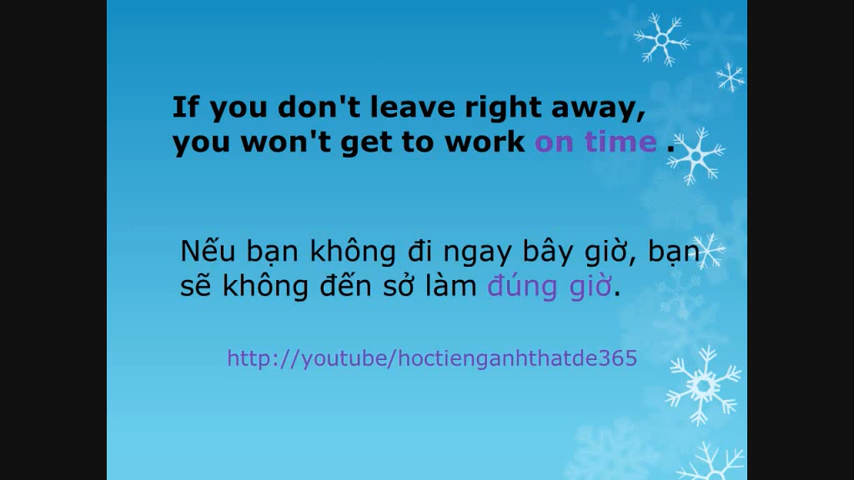 If you don't leave right away,
you won't get to work on time .
Nếu bạn không đi ngay bây giờ, bạn
sẽ không đến sở làm đúng giờ.
http://youtube/hoctienganhthatde365